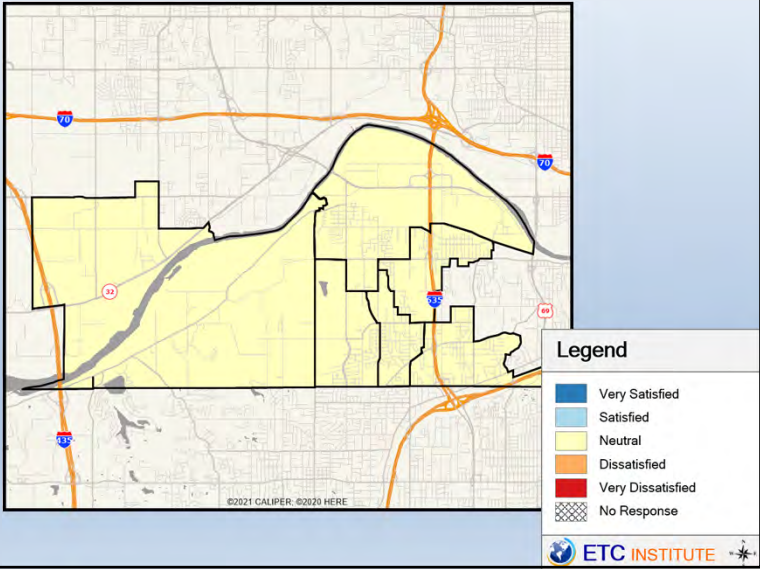 70
70
32
635
69
435
©2021 CALIPER; ©2020 HERE
Legend
Very Satisfied
Satisfied
Neutral
Dissatisfied
Very Dissatisfied
No Response
ETC INSTITUTE